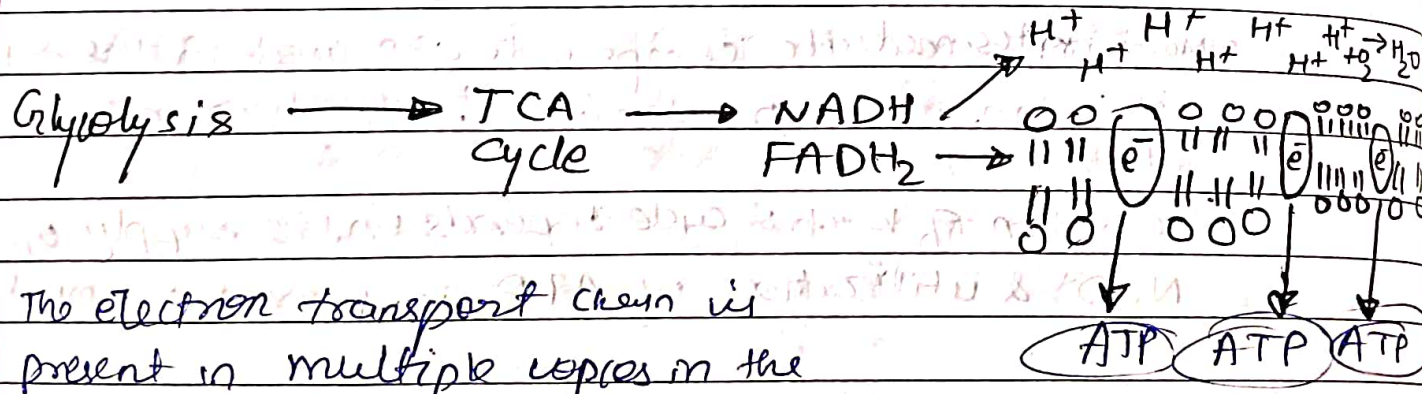 H+ H+ H+ H+
H+ H+ H+ +O2 → H2O
Glycolysis → TCA → NADH
Cycle FADH2 → e- e e
The electron transport chain is
present in multiple copies in the
ATP ATP ATP